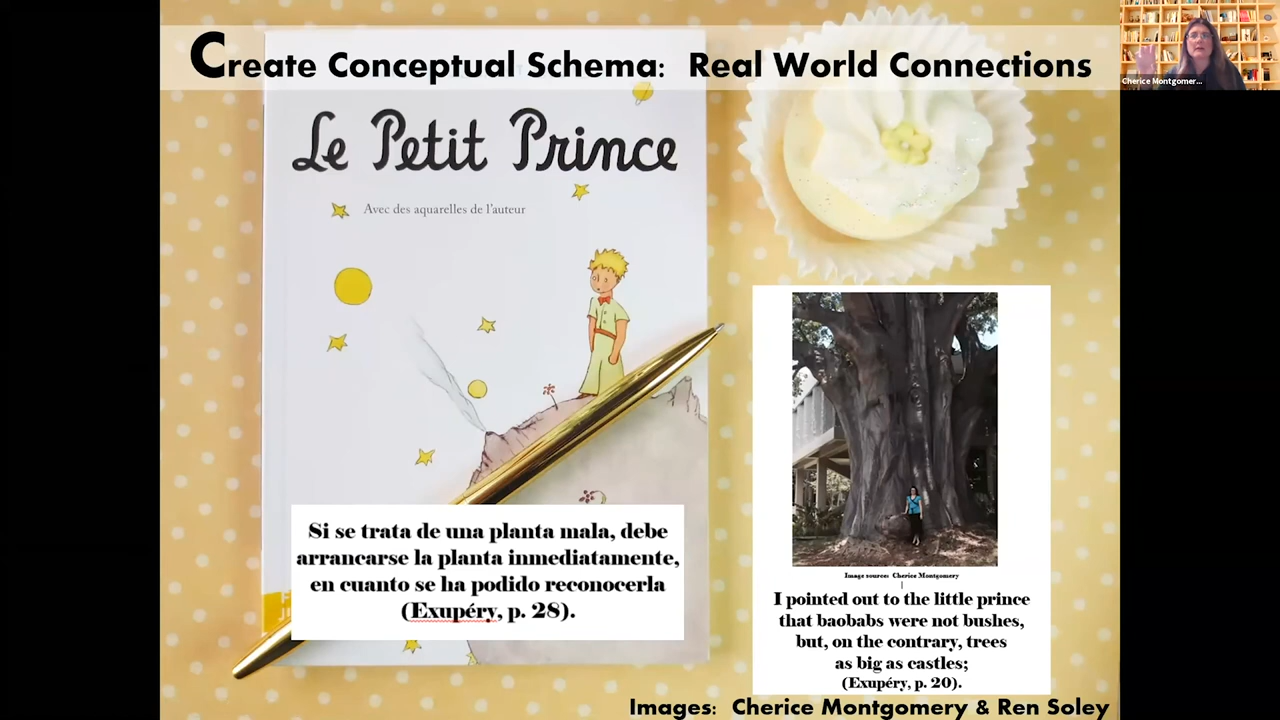 Create Conceptual Schema: Real World Connections
Cherice Montgomer...
Le Petit Prince
Avec des aquarelles de l'auteur
Si se trata de una planta mala, debe
arrancarse la planta inmediatamente,
en cuanto se ha podido reconocerla
(Exupéry, p. 28).
Image source: Cherice Montgomery
I pointed out to the little prince
that baobabs were not bushes,
but, on the contrary, trees
as big as castles;
(Exupéry, p. 20).
Images: Cherice Montgomery & Ren Soley